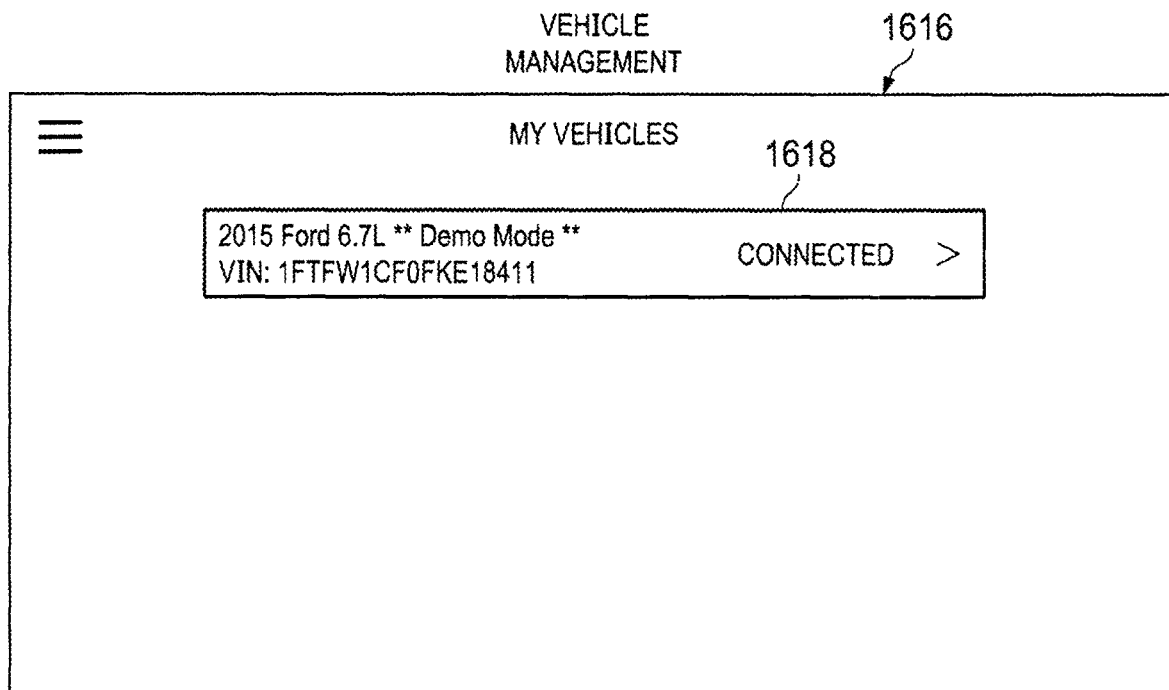 VEHICLE
MANAGEMENT
1616
MY VEHICLES
1618
2015 Ford 6.7L ** Demo Mode **
VIN: 1FTFW1CF0FKE18411
CONNECTED >